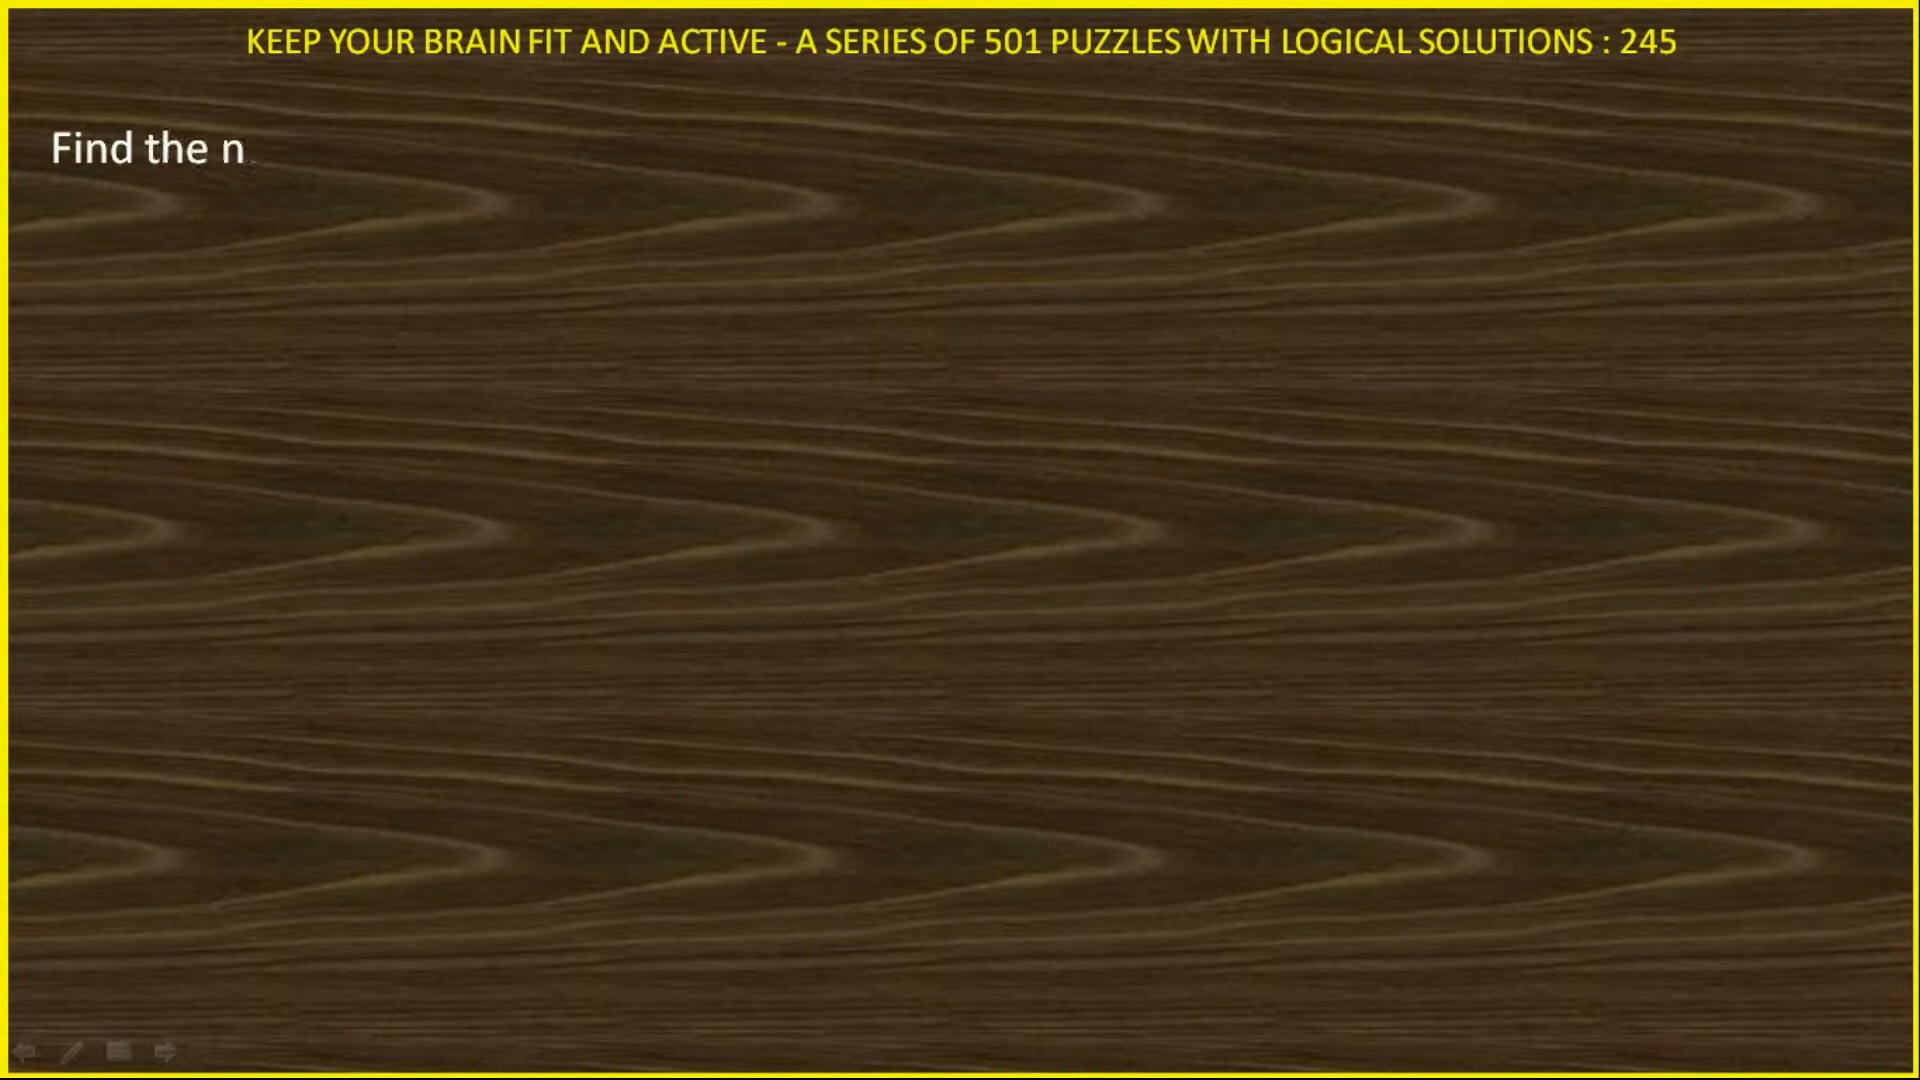 KEEP YOUR BRAIN FIT AND ACTIVE - A SERIES OF 501 PUZZLES WITH LOGICAL SOLUTIONS : 245
Find the n